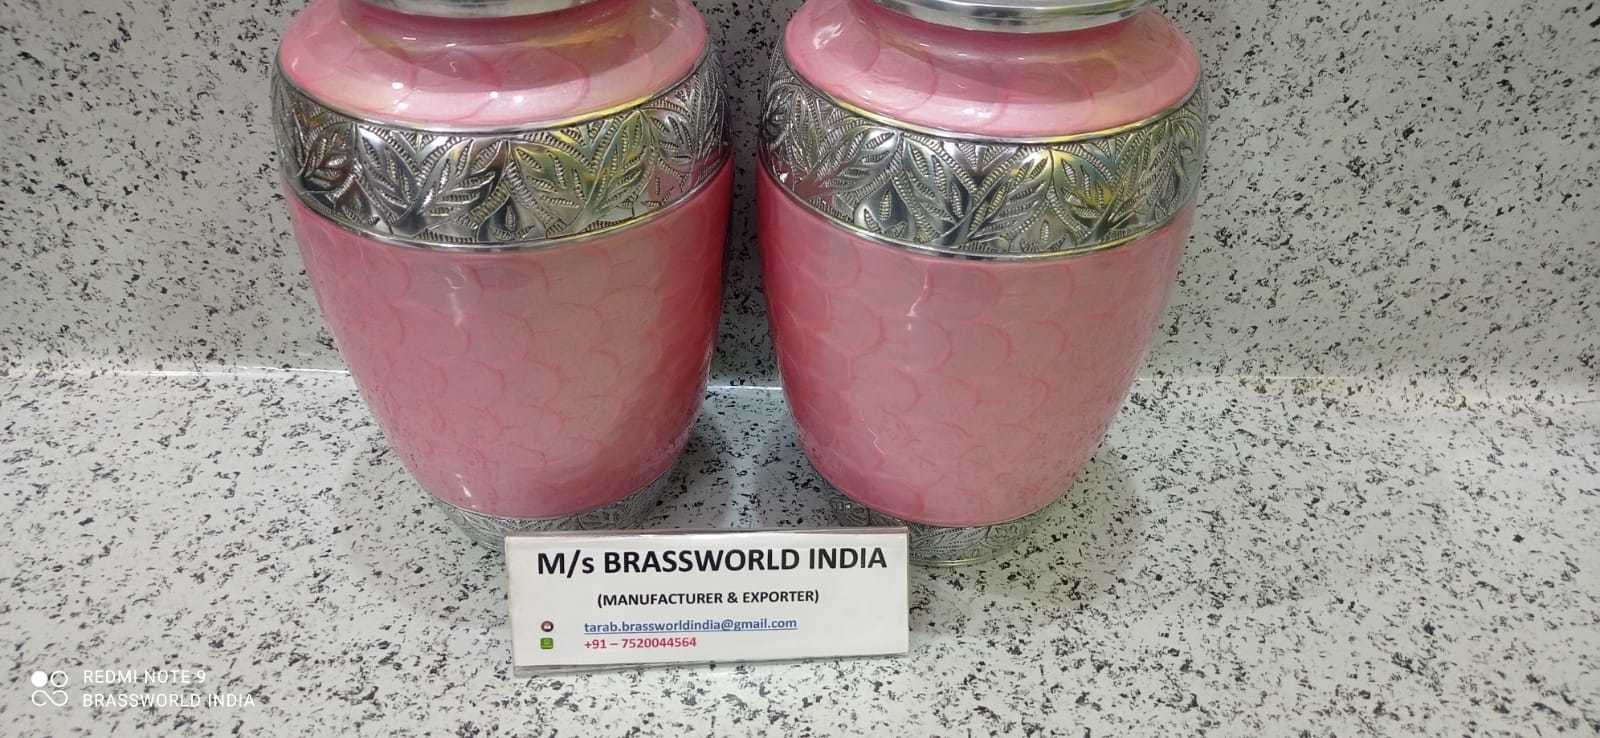 M/s BRASSWORLD INDIA
(MANUFACTURER & EXPORTER)
tarab.brassworldindia@gmail.com
+91 – 7520044564
REDMI NOTE 9
BRASSWORLD INDIA